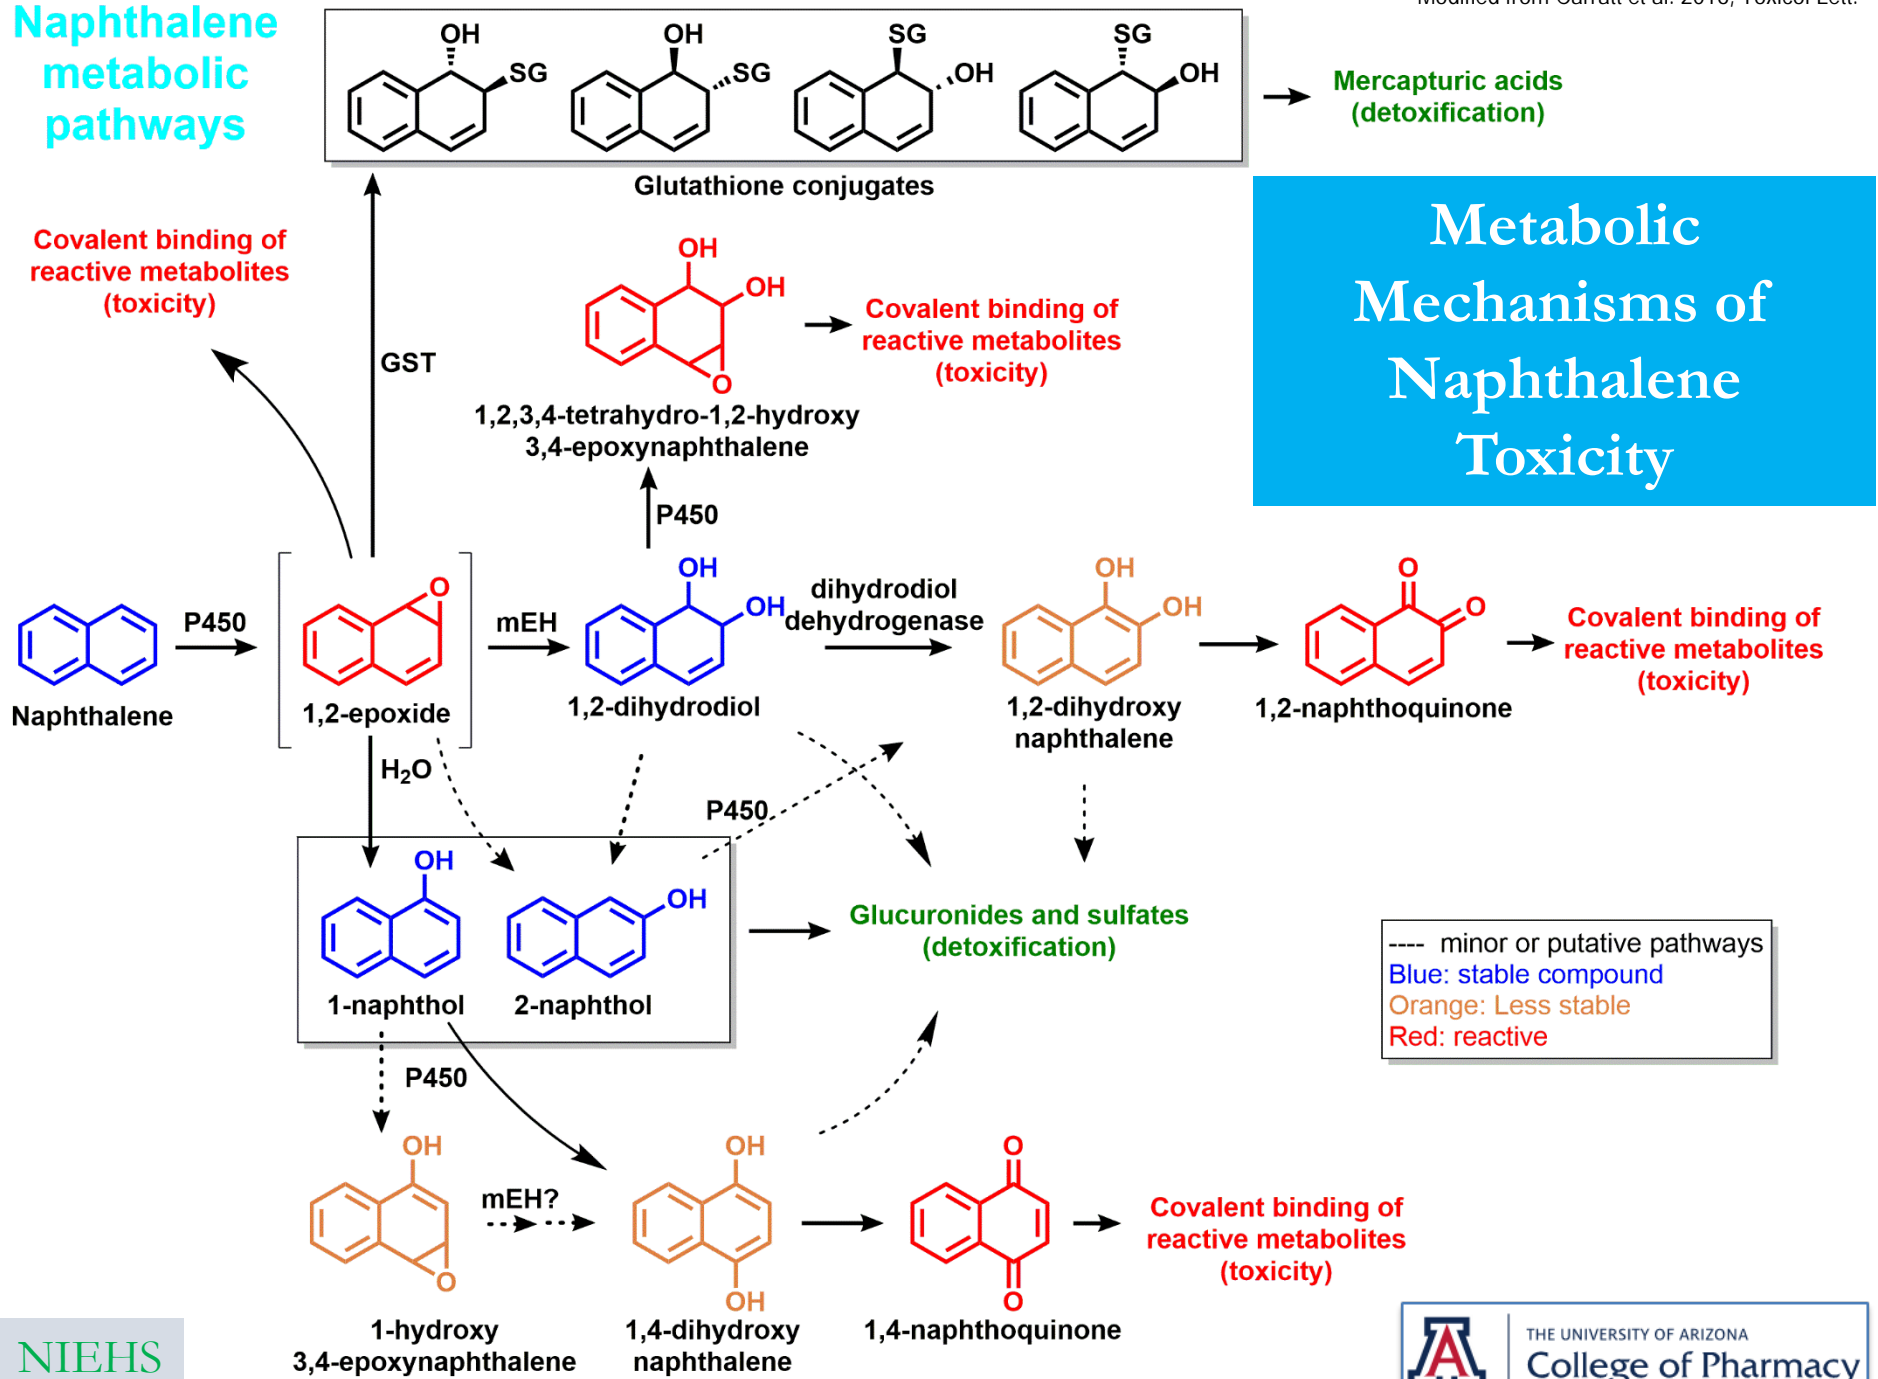 Naphthalene
metabolic
pathways
OH
SG
OH
SG
SG
OH
SG
OH
Glutathione conjugates
Mercapturic acids
(detoxification)
Metabolic
Mechanisms of
Naphthalene
Toxicity
Covalent binding of
reactive metabolites
(toxicity)
GST
OH
OH
O
1,2,3,4-tetrahydro-1,2-hydroxy
3,4-epoxynaphthalene
Covalent binding of
reactive metabolites
(toxicity)
P450
Naphthalene
P450
O
1,2-epoxide
mEH
OH
OH
1,2-dihydrodiol
dihydrodiol
dehydrogenase
OH
OH
1,2-dihydroxy
naphthalene
O
O
1,2-naphthoquinone
Covalent binding of
reactive metabolites
(toxicity)
H2O
P450
OH
1-naphthol
OH
2-naphthol
Glucuronides and sulfates
(detoxification)
---- minor or putative pathways
Blue: stable compound
Orange: Less stable
Red: reactive
P450
OH
O
1-hydroxy
3,4-epoxynaphthalene
mEH?
OH
OH
1,4-dihydroxy
naphthalene
O
O
1,4-naphthoquinone
Covalent binding of
reactive metabolites
(toxicity)
NIEHS
THE UNIVERSITY OF ARIZONA
College of Pharmacy